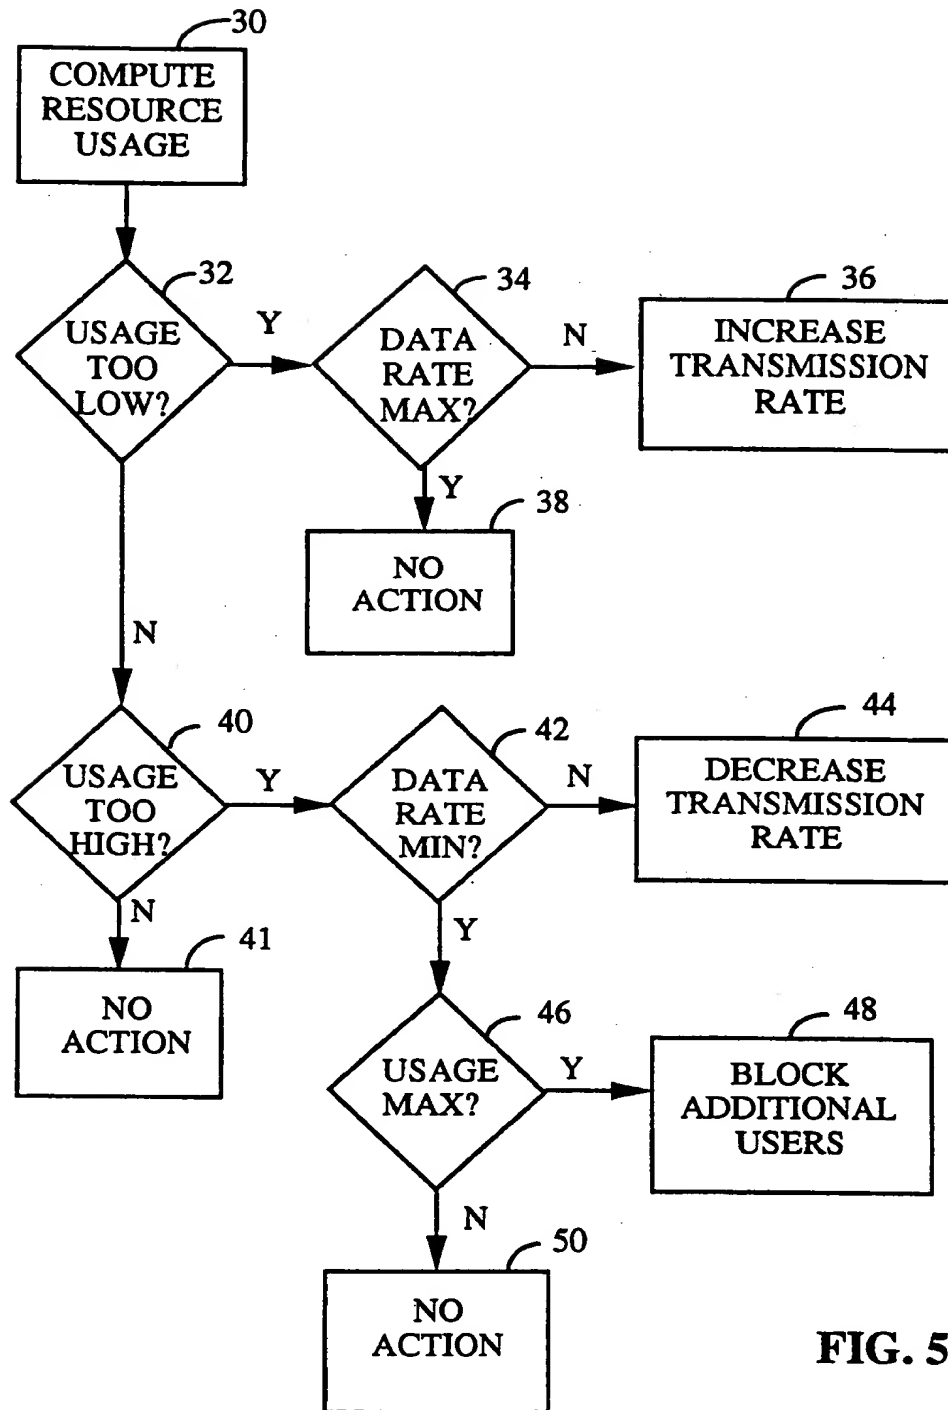 30
COMPUTE
RESOURCE
USAGE
32
USAGE
TOO
LOW?
Y
34
DATA
RATE
MAX?
N
36
INCREASE
TRANSMISSION
RATE
Y
38
NO
ACTION
N
40
USAGE
TOO
HIGH?
Y
42
DATA
RATE
MIN?
N
44
DECREASE
TRANSMISSION
RATE
N
41
NO
ACTION
Y
46
USAGE
MAX?
Y
48
BLOCK
ADDITIONAL
USERS
N
50
NO
ACTION
FIG. 5